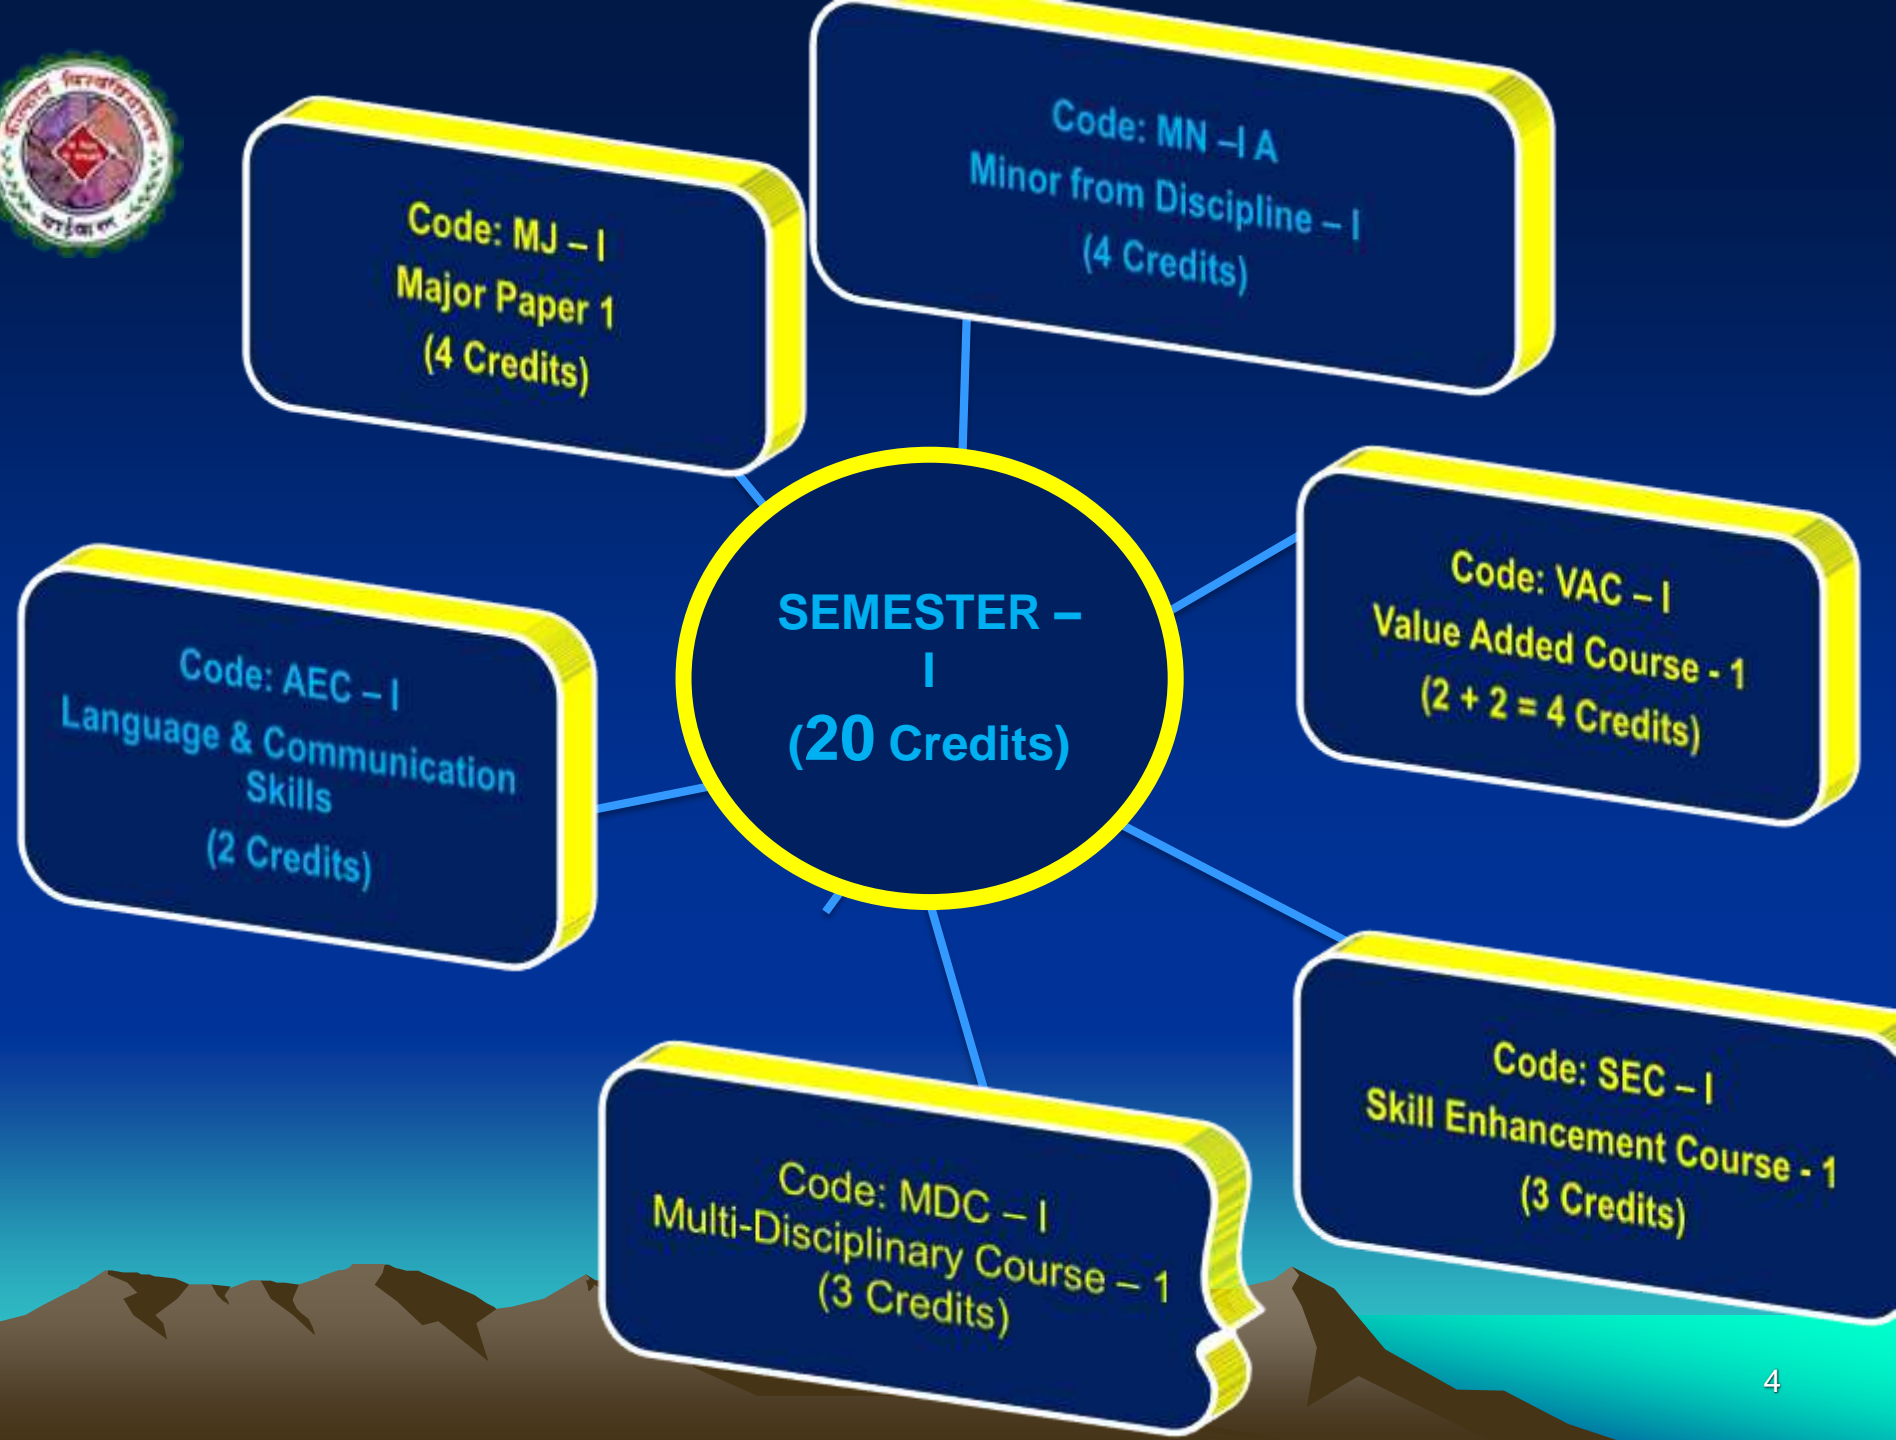 Code: MJ – I
Major Paper 1
(4 Credits)
Code: MN –I A
Minor from Discipline – I
(4 Credits)
SEMESTER –
I
(20 Credits)
Code: VAC – I
Value Added Course - 1
(2 + 2 = 4 Credits)
Code: AEC – I
Language & Communication
Skills
(2 Credits)
Code: SEC – I
Skill Enhancement Course - 1
(3 Credits)
Code: MDC – I
Multi-Disciplinary Course – 1
(3 Credits)
4